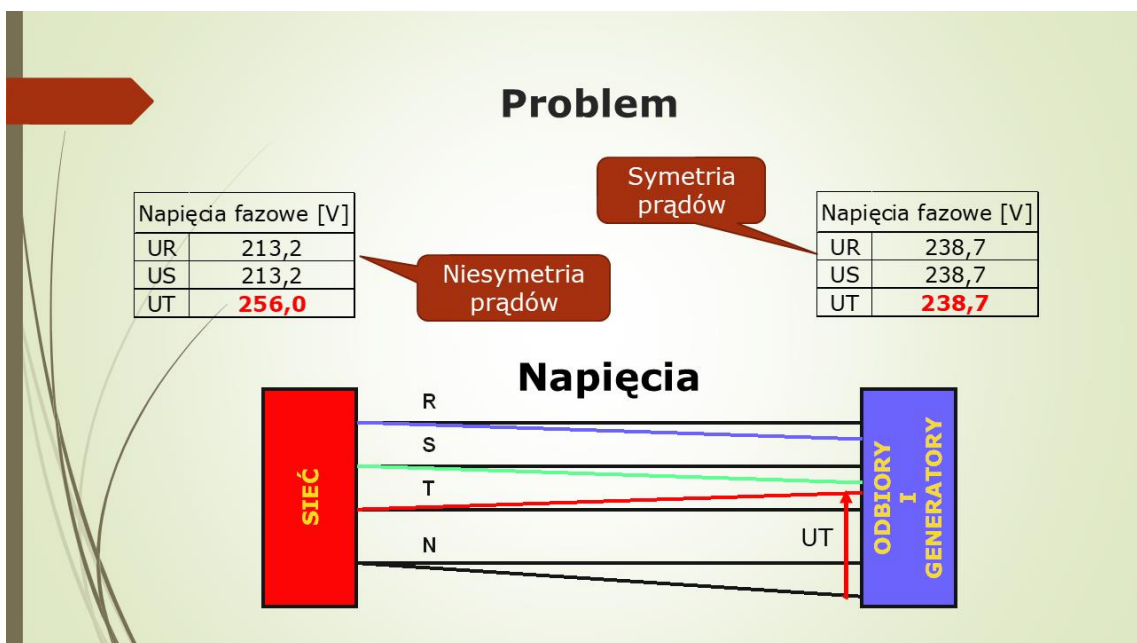 Problem
Napięcia fazowe [V]
UR 213,2
US 213,2
UT 256,0
Niesymetria
prądów
Symetria
prądów
Napięcia fazowe [V]
UR 238,7
US 238,7
UT 238,7
Napięcia
SIEĆ
R
S
T
N
UT
ODBIORY
I
GENERATORY